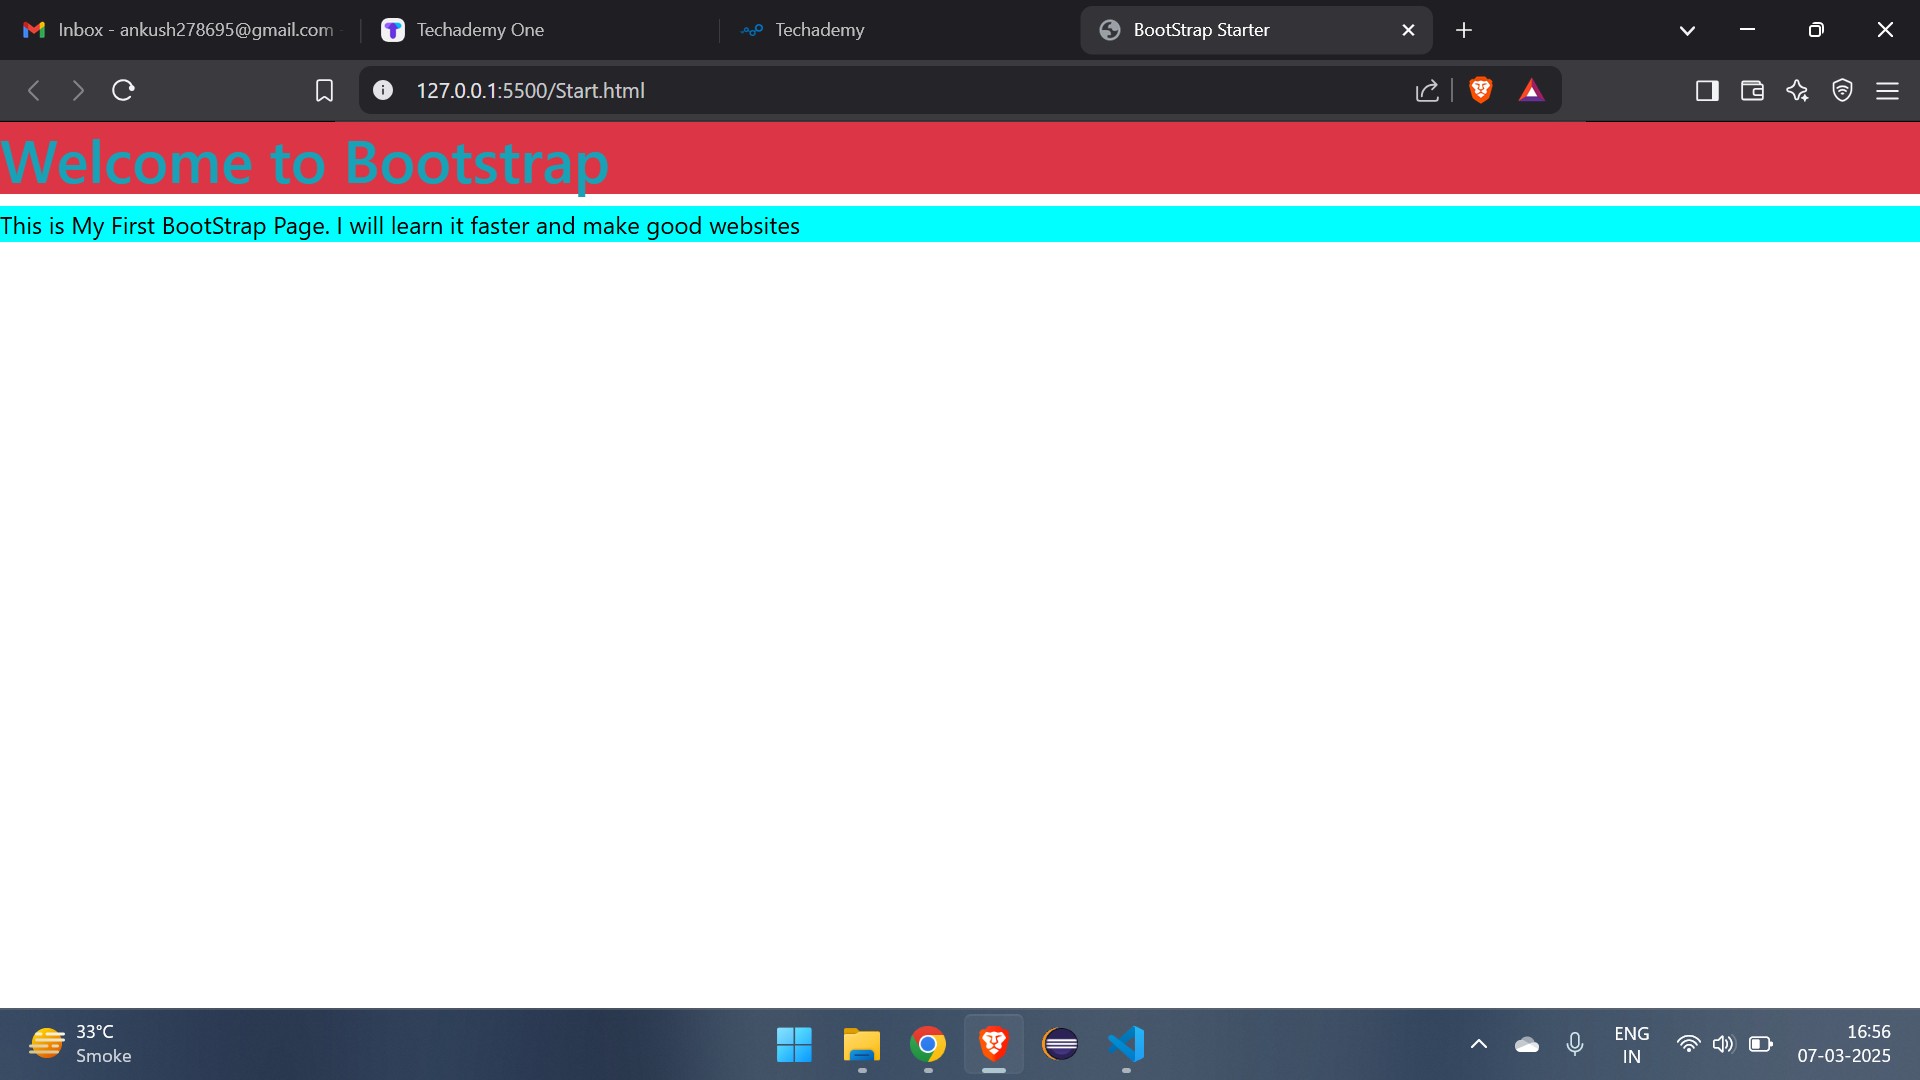 Inbox - ankush278695@gmail.com
Techademy One
Techademy
BootStrap Starter
127.0.0.1:5500/Start.html
Welcome to Bootstrap
This is My First BootStrap Page. I will learn it faster and make good websites
33°C
Smoke
ENG
IN
16:56
07-03-2025